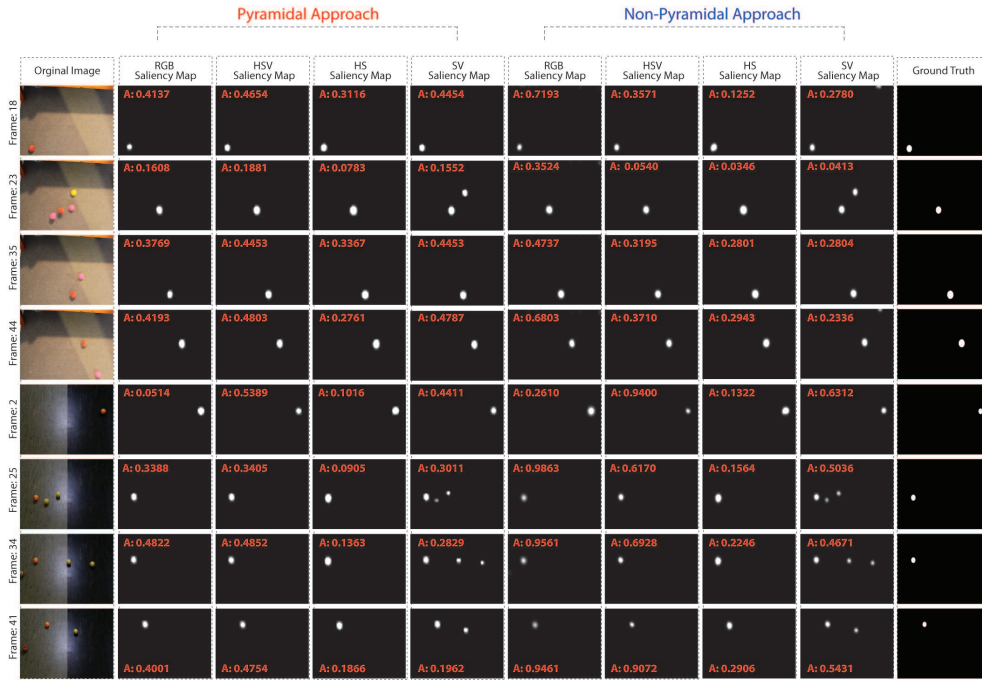 Pyramidal Approach
Non-Pyramidal Approach
Orginal Image
RGB
Saliency Map
HSV
Saliency Map
HS
Saliency Map
SV
Saliency Map
RGB
Saliency Map
HSV
Saliency Map
HS
Saliency Map
SV
Saliency Map
Ground Truth
Frame: 18
A: 0.4137
A: 0.4654
A: 0.3116
A: 0.4454
A: 0.7193
A: 0.3571
A: 0.1252
A: 0.2780
Frame: 23
A: 0.1608
A: 0.1881
A: 0.0783
A: 0.1552
A: 0.3524
A: 0.0540
A: 0.0346
A: 0.0413
Frame: 35
A: 0.3769
A: 0.4453
A: 0.3367
A: 0.4453
A: 0.4737
A: 0.3195
A: 0.2801
A: 0.2804
Frame: 44
A: 0.4193
A: 0.4803
A: 0.2761
A: 0.4787
A: 0.6803
A: 0.3710
A: 0.2943
A: 0.2336
Frame: 2
A: 0.0514
A: 0.5389
A: 0.1016
A: 0.4411
A: 0.2610
A: 0.9400
A: 0.1322
A: 0.6312
Frame: 25
A: 0.3388
A: 0.3405
A: 0.0905
A: 0.3011
A: 0.9863
A: 0.6170
A: 0.1564
A: 0.5036
Frame: 34
A: 0.4822
A: 0.4852
A: 0.1363
A: 0.2829
A: 0.9561
A: 0.6928
A: 0.2246
A: 0.4671
Frame: 41
A: 0.4001
A: 0.4754
A: 0.1866
A: 0.1962
A: 0.9461
A: 0.9072
A: 0.2906
A: 0.5431